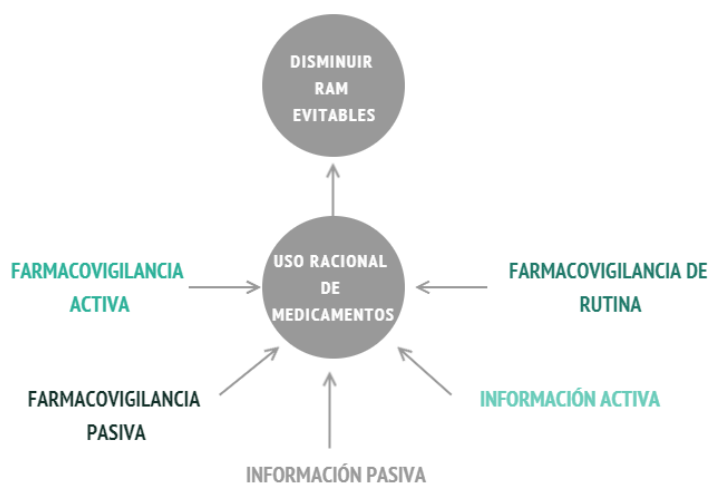 DISMINUIR
RAM
EVITABLES
USO RACIONAL
DE
MEDICAMENTOS
FARMACOVIGILANCIA
ACTIVA
FARMACOVIGILANCIA DE
RUTINA
FARMACOVIGILANCIA
PASIVA
INFORMACIÓN ACTIVA
INFORMACIÓN PASIVA